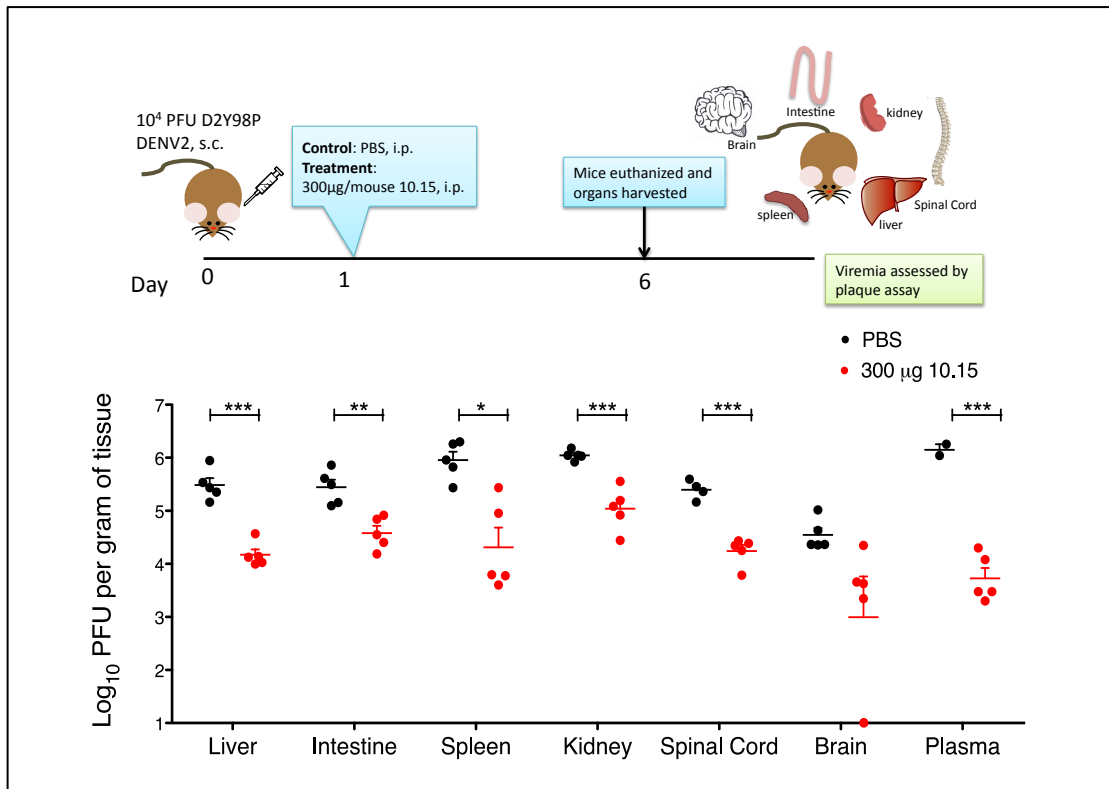 10⁴ PFU D2Y98P
DENV2, s.c.
Control: PBS, i.p.
Treatment:
300µg/mouse 10.15, i.p.
Mice euthanized and
organs harvested
Brain
Intestine
kidney
spleen
liver
Spinal Cord
Day
0
1
6
Viremia assessed by
plaque assay
PBS
300 µg 10.15
Log₁₀ PFU per gram of tissue
7
6
5
4
3
2
1
***
**
*
***
***
***
Liver
Intestine
Spleen
Kidney
Spinal Cord
Brain
Plasma